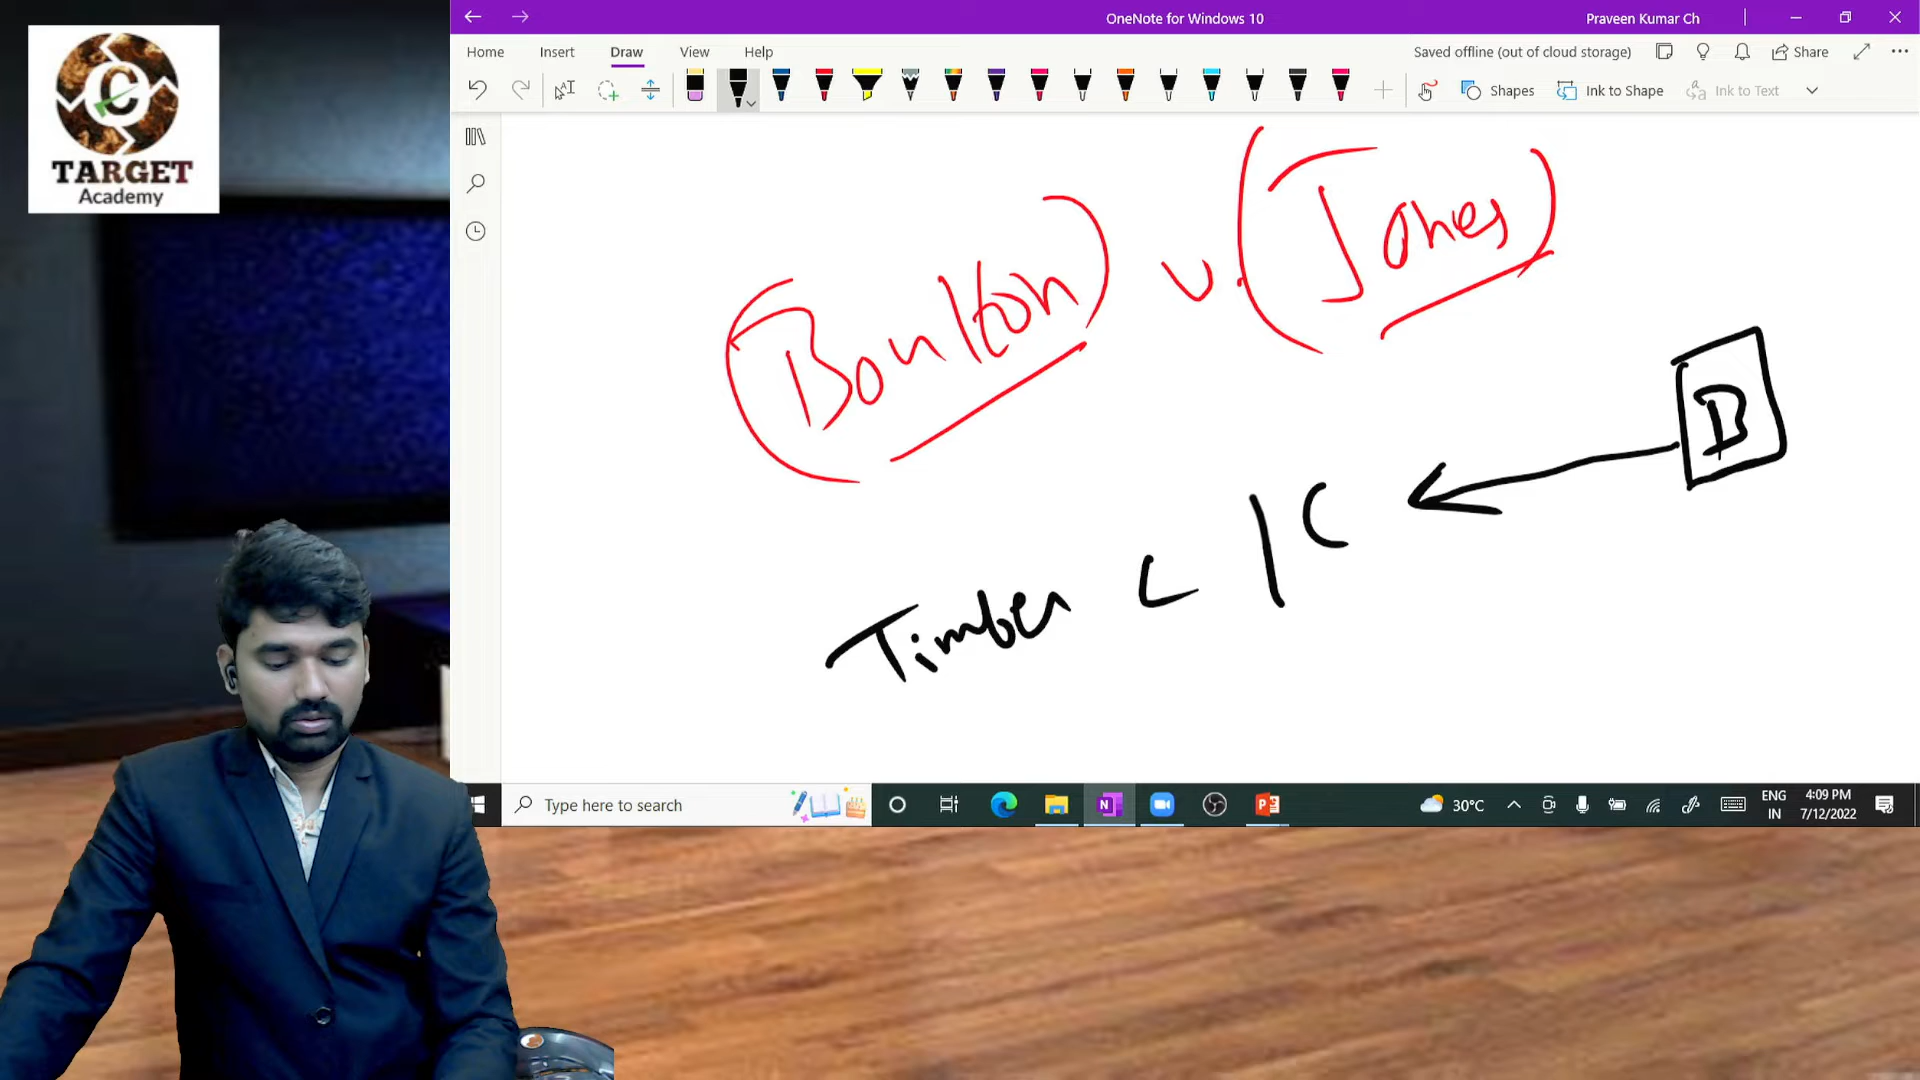 C
TARGET
Academy
OneNote for Windows 10
Praveen Kumar Ch
Home Insert Draw View Help
Saved offline (out of cloud storage)
Share
Shapes
Ink to Shape
Ink to Text
Boulton v. Jones
B
Timber < / C
Type here to search
N
P
30°C
ENG
IN
4:09 PM
7/12/2022